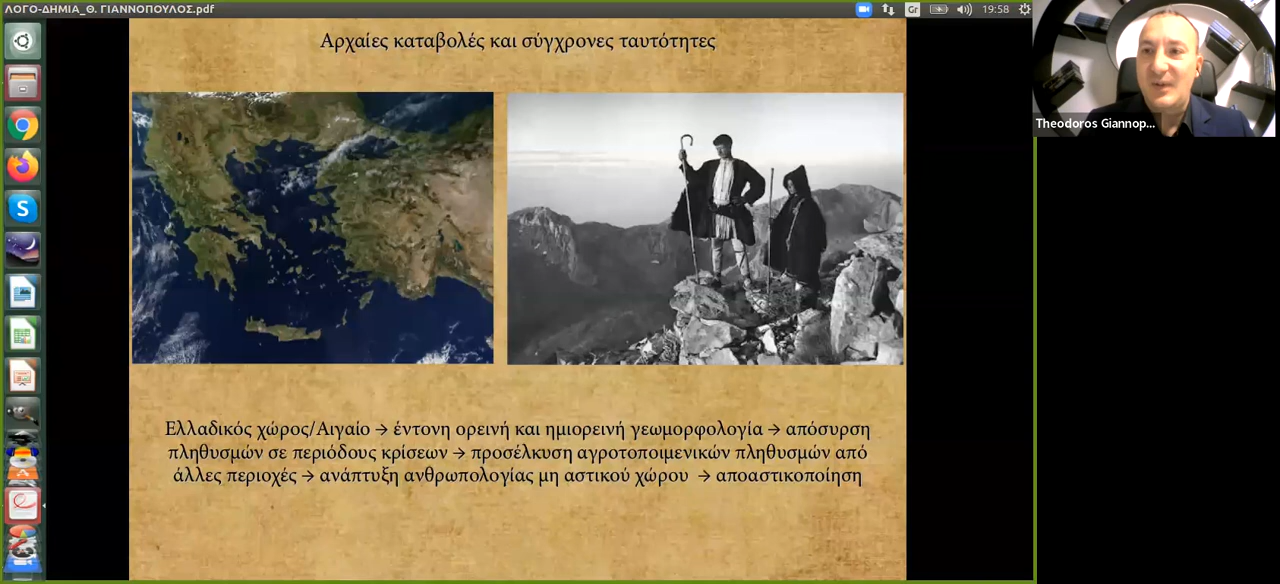 ΛΟΓΟ-ΔΗΜΙΑ_Θ. ΓΙΑΝΝΟΠΟΥΛΟΣ.pdf
Gr
19:58
Αρχαίες καταβολές και σύγχρονες ταυτότητες
Theodoros Giannop...
Ελλαδικός χώρος/Αιγαίο → έντονη ορεινή και ημιορεινή γεωμορφολογία → απόσυρση
πληθυσμών σε περιόδους κρίσεων → προσέλκυση αγροτοποιμενικών πληθυσμών από
άλλες περιοχές → ανάπτυξη ανθρωπολογίας μη αστικού χώρου → αποαστικοποίηση